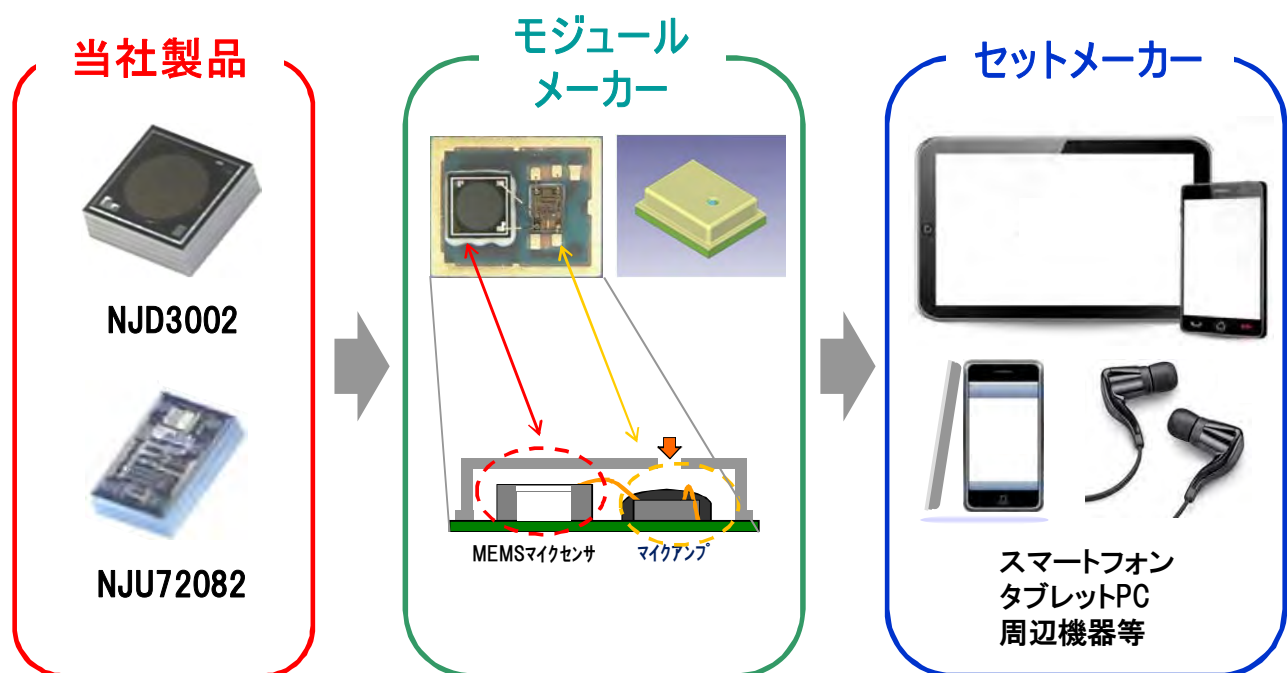 当社製品
NJD3002
NJU72082
モジュール
メーカー
MEMSマイクセンサ
マイクアンプ
セットメーカー
スマートフォン
タブレットPC
周辺機器等